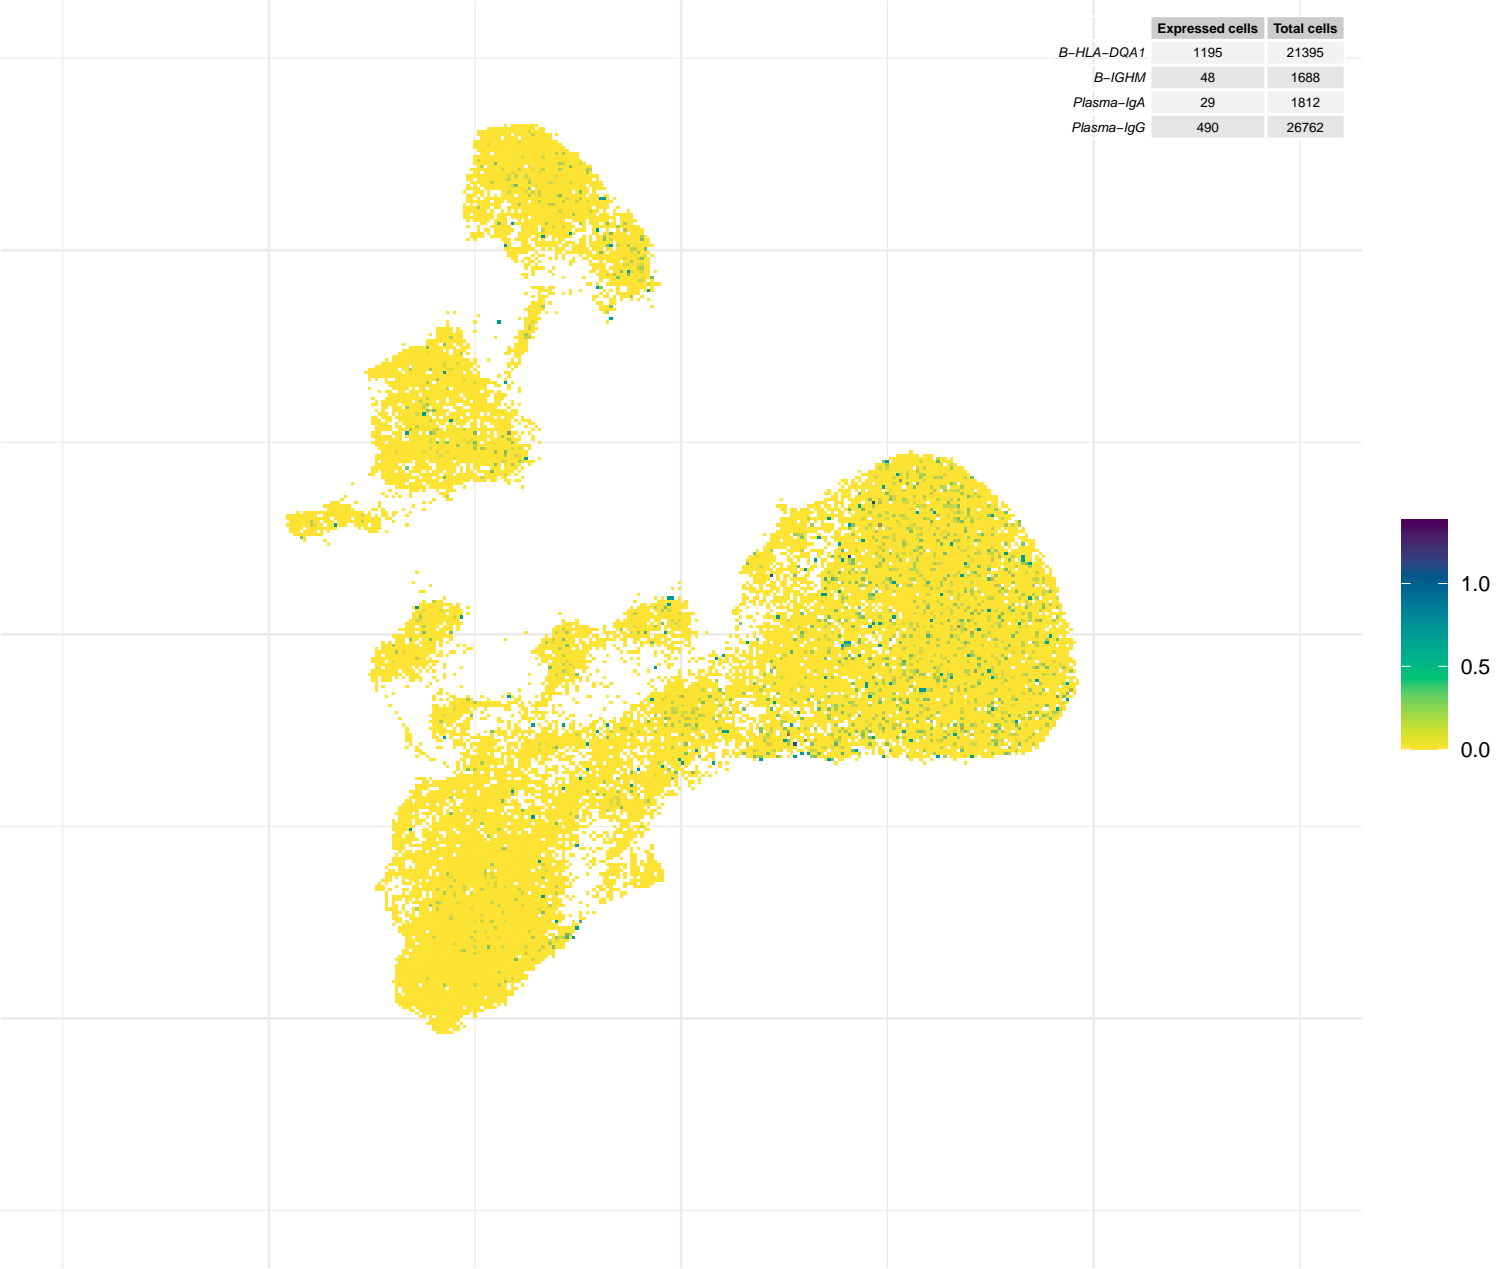 Expressed cells Total cells
B−HLA−DQA1 1195 21395
B−IGHM 48 1688
Plasma−IgA 29 1812
Plasma−IgG 490 26762
1.0
0.5
0.0